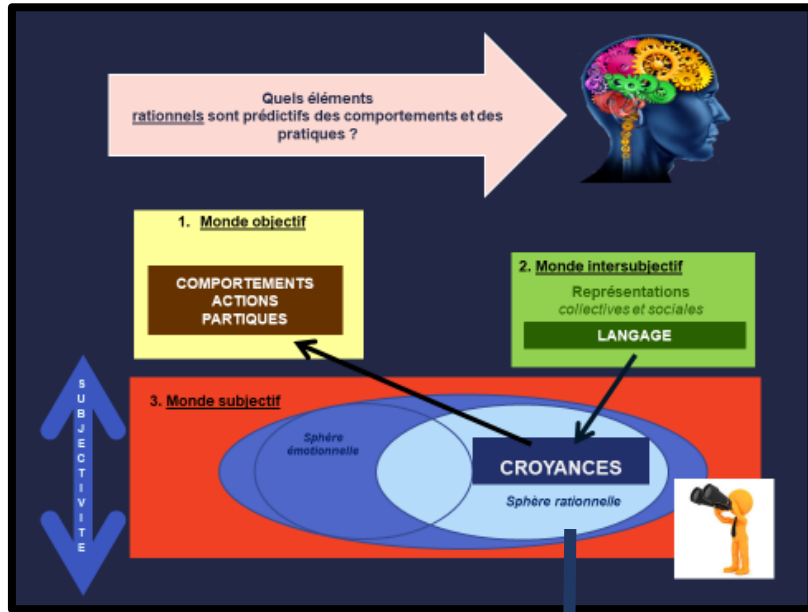 Quels éléments
rationnels sont prédictifs des comportements et des
pratiques ?
1. Monde objectif
COMPORTEMENTS
ACTIONS
PARTIQUES
2. Monde intersubjectif
Représentations
collectives et sociales
LANGAGE
SUBJECTIVITE
3. Monde subjectif
Sphère
émotionnelle
CROYANCES
Sphère rationnelle